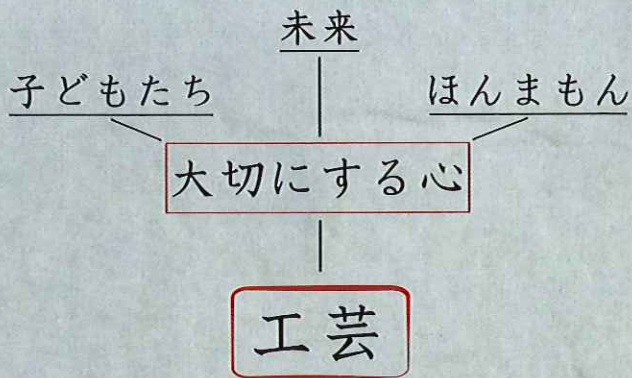 未来
子どもたち
ほんまもん
大切にする心
工芸